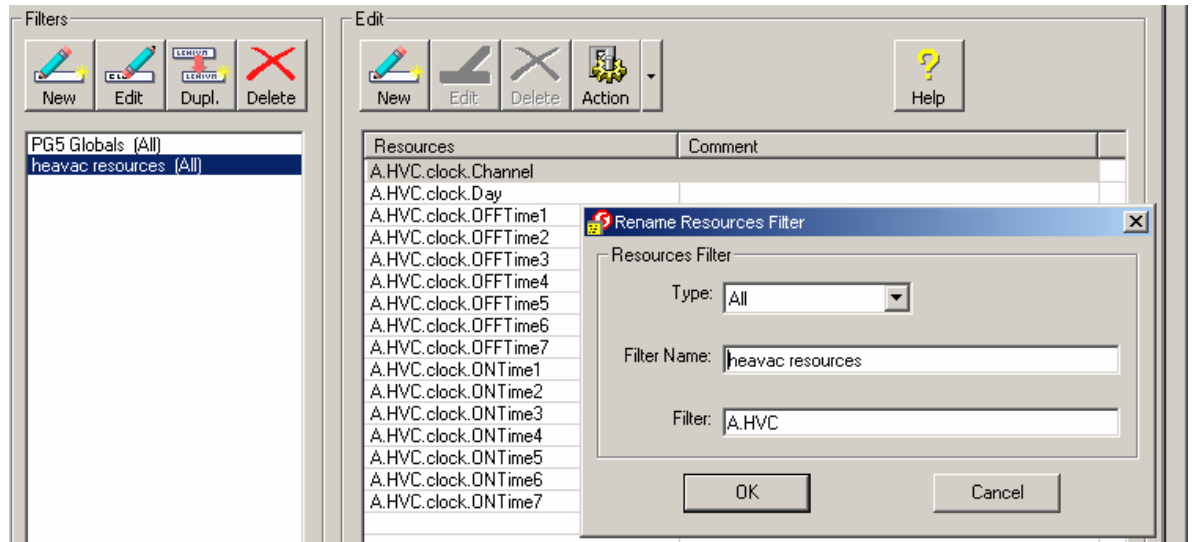 Filters
New
Edit
Dupl.
Delete
PG5 Globals (All)
heavac resources (All)
Edit
New
Edit
Delete
Action
Help
Resources
Comment
A.HVC.clock.Channel
A.HVC.clock.Day
A.HVC.clock.OFFTime1
A.HVC.clock.OFFTime2
A.HVC.clock.OFFTime3
A.HVC.clock.OFFTime4
A.HVC.clock.OFFTime5
A.HVC.clock.OFFTime6
A.HVC.clock.OFFTime7
A.HVC.clock.ONTime1
A.HVC.clock.ONTime2
A.HVC.clock.ONTime3
A.HVC.clock.ONTime4
A.HVC.clock.ONTime5
A.HVC.clock.ONTime6
A.HVC.clock.ONTime7
Rename Resources Filter
Resources Filter
Type: All
Filter Name: heavac resources
Filter: A.HVC
OK
Cancel